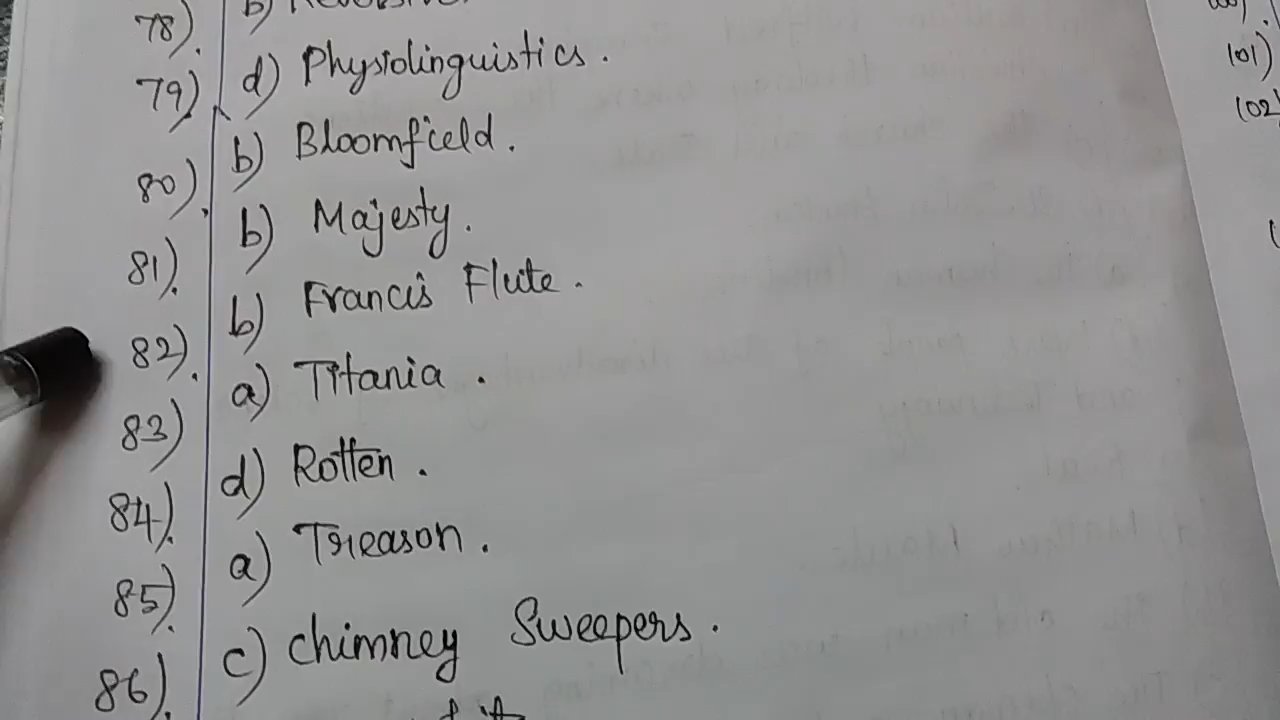 78). b)
79). d) Physiolinguistics.
80). b) Bloomfield.
81). b) Majesty.
82). b) Francis Flute.
83) a) Titania.
84). d) Rotten.
85). a) Treason.
86). c) Chimney Sweepers.
101)
102)